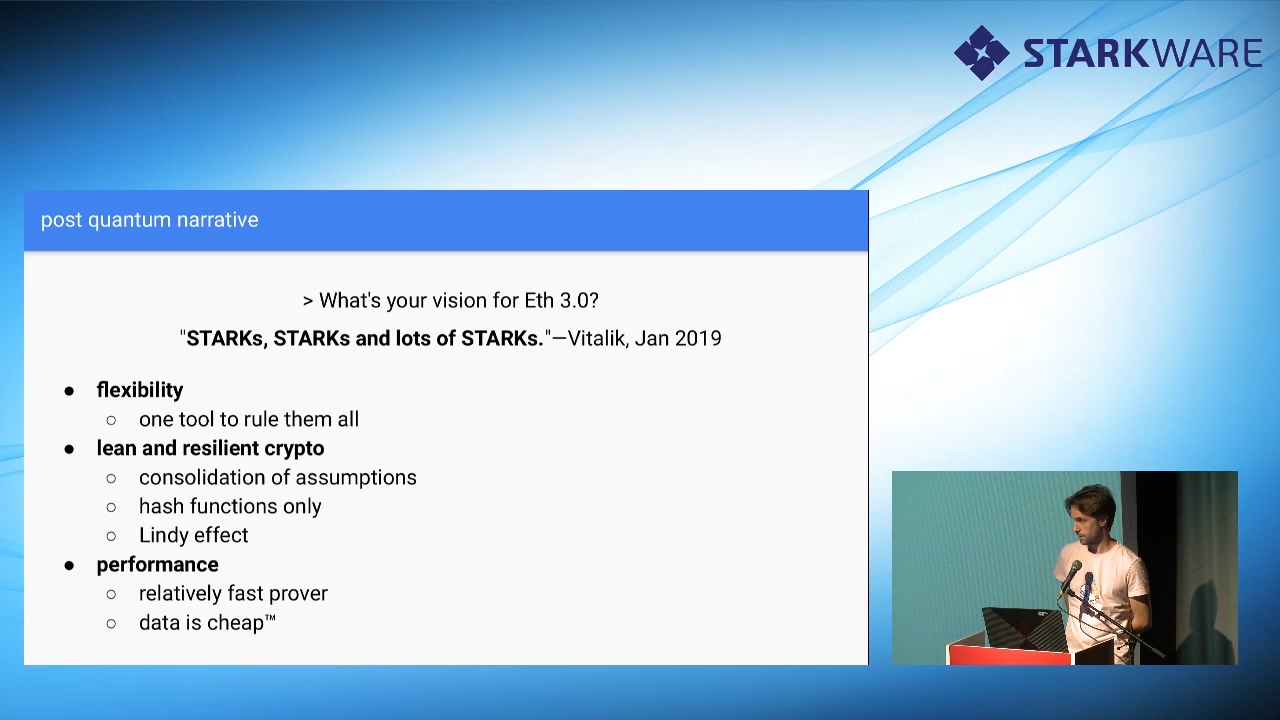 STARKWARE
post quantum narrative
> What's your vision for Eth 3.0?
"STARKs, STARKs and lots of STARKs."—Vitalik, Jan 2019
● flexibility
○ one tool to rule them all
● lean and resilient crypto
○ consolidation of assumptions
○ hash functions only
○ Lindy effect
● performance
○ relatively fast prover
○ data is cheap™